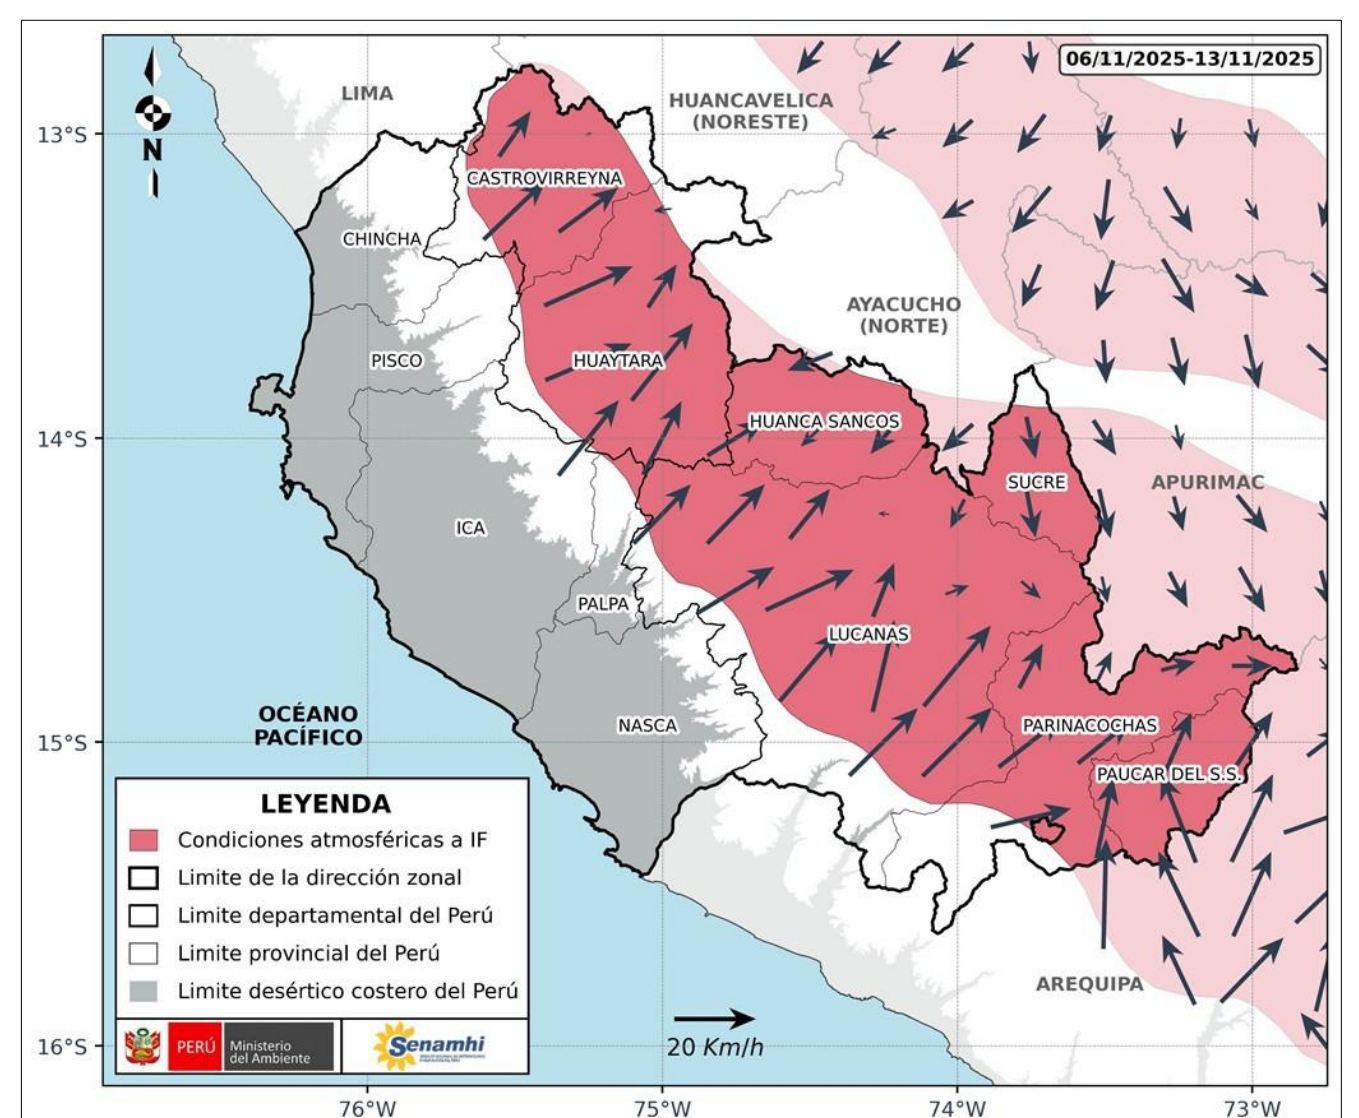 06/11/2025-13/11/2025
LIMA
HUANCAVELICA
(NORESTE)
13°S
N
CASTROVIRREYNA
CHINCHA
AYACUCHO
(NORTE)
PISCO
HUAYTARA
HUANCA SANCOS
14°S
SUCRE
APURIMAC
ICA
PALPA
LUCANAS
OCÉANO
PACÍFICO
NASCA
PARINACOCHAS
15°S
PAUCAR DEL S.S.
LEYENDA
Condiciones atmosféricas a IF
Limite de la dirección zonal
Limite departamental del Perú
Limite provincial del Perú
Limite desértico costero del Perú
AREQUIPA
PERÚ
Ministerio
del Ambiente
Senamhi
20 Km/h
16°S
76°W
75°W
74°W
73°W